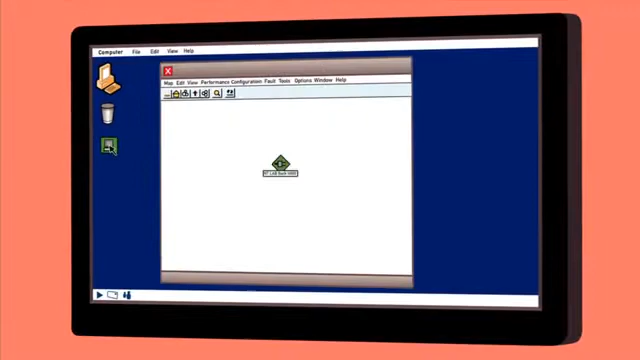 Computer File Edit View Help
Map Edit View Performance Configuration Fault Tools Options Window Help